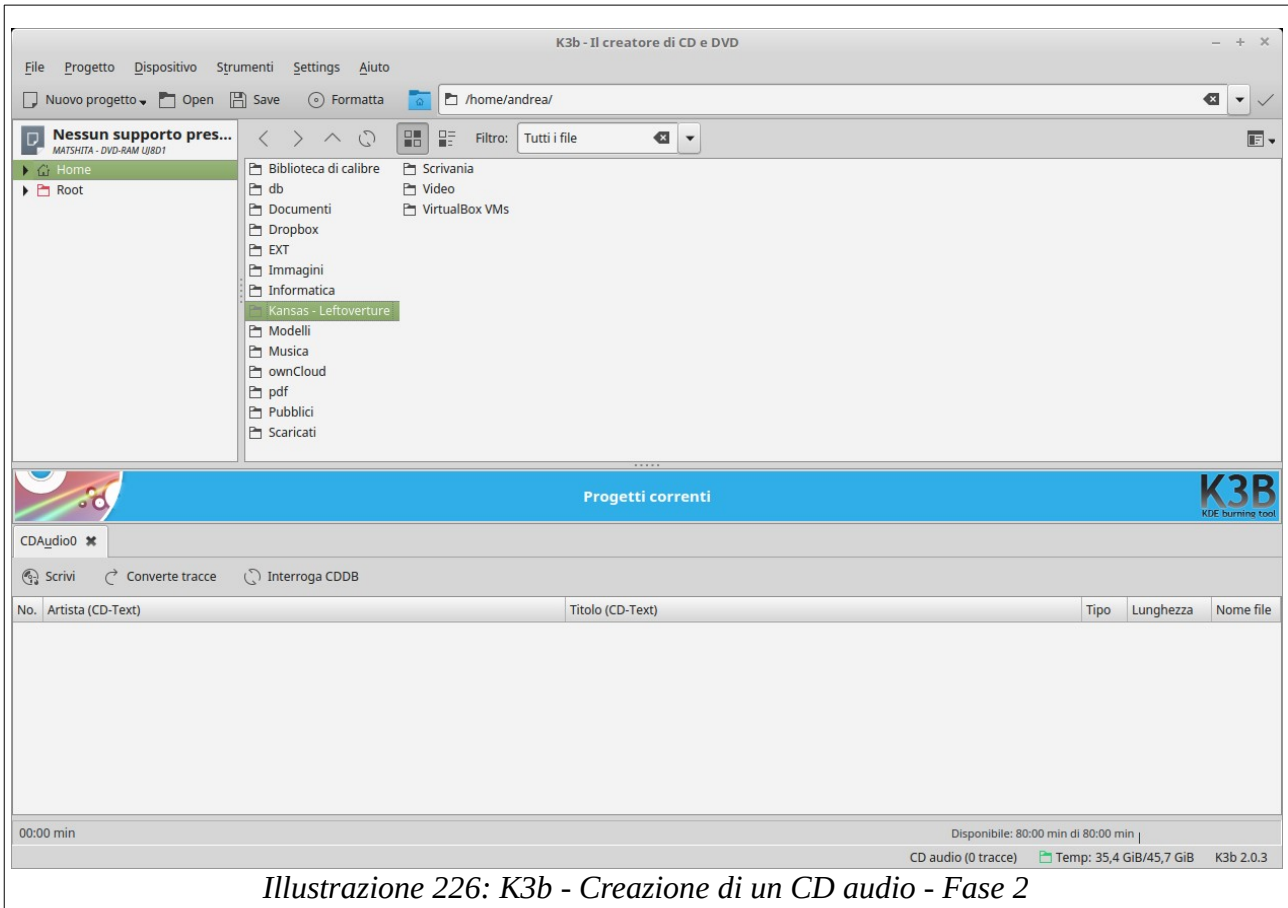 K3b - Il creatore di CD e DVD
File Progetto Dispositivo Strumenti Settings Aiuto
Nuovo progetto Open Save Formatta /home/andrea/
Nessun supporto pres...
MATSHITA - DVD-RAM UJ8D1
Filtro: Tutti i file
Home
Root
Biblioteca di calibre
db
Documenti
Dropbox
EXT
Immagini
Informatica
Kansas - Leftoverture
Modelli
Musica
ownCloud
pdf
Pubblici
Scaricati
Scrivania
Video
VirtualBox VMs
Progetti correnti
K3B
KDE burning tool
CDAudio0
Scrivi Converte tracce Interroga CDDB
No. Artista (CD-Text) Titolo (CD-Text) Tipo Lunghezza Nome file
00:00 min Disponibile: 80:00 min di 80:00 min
CD audio (0 tracce) Temp: 35,4 GiB/45,7 GiB K3b 2.0.3
Illustrazione 226: K3b - Creazione di un CD audio - Fase 2